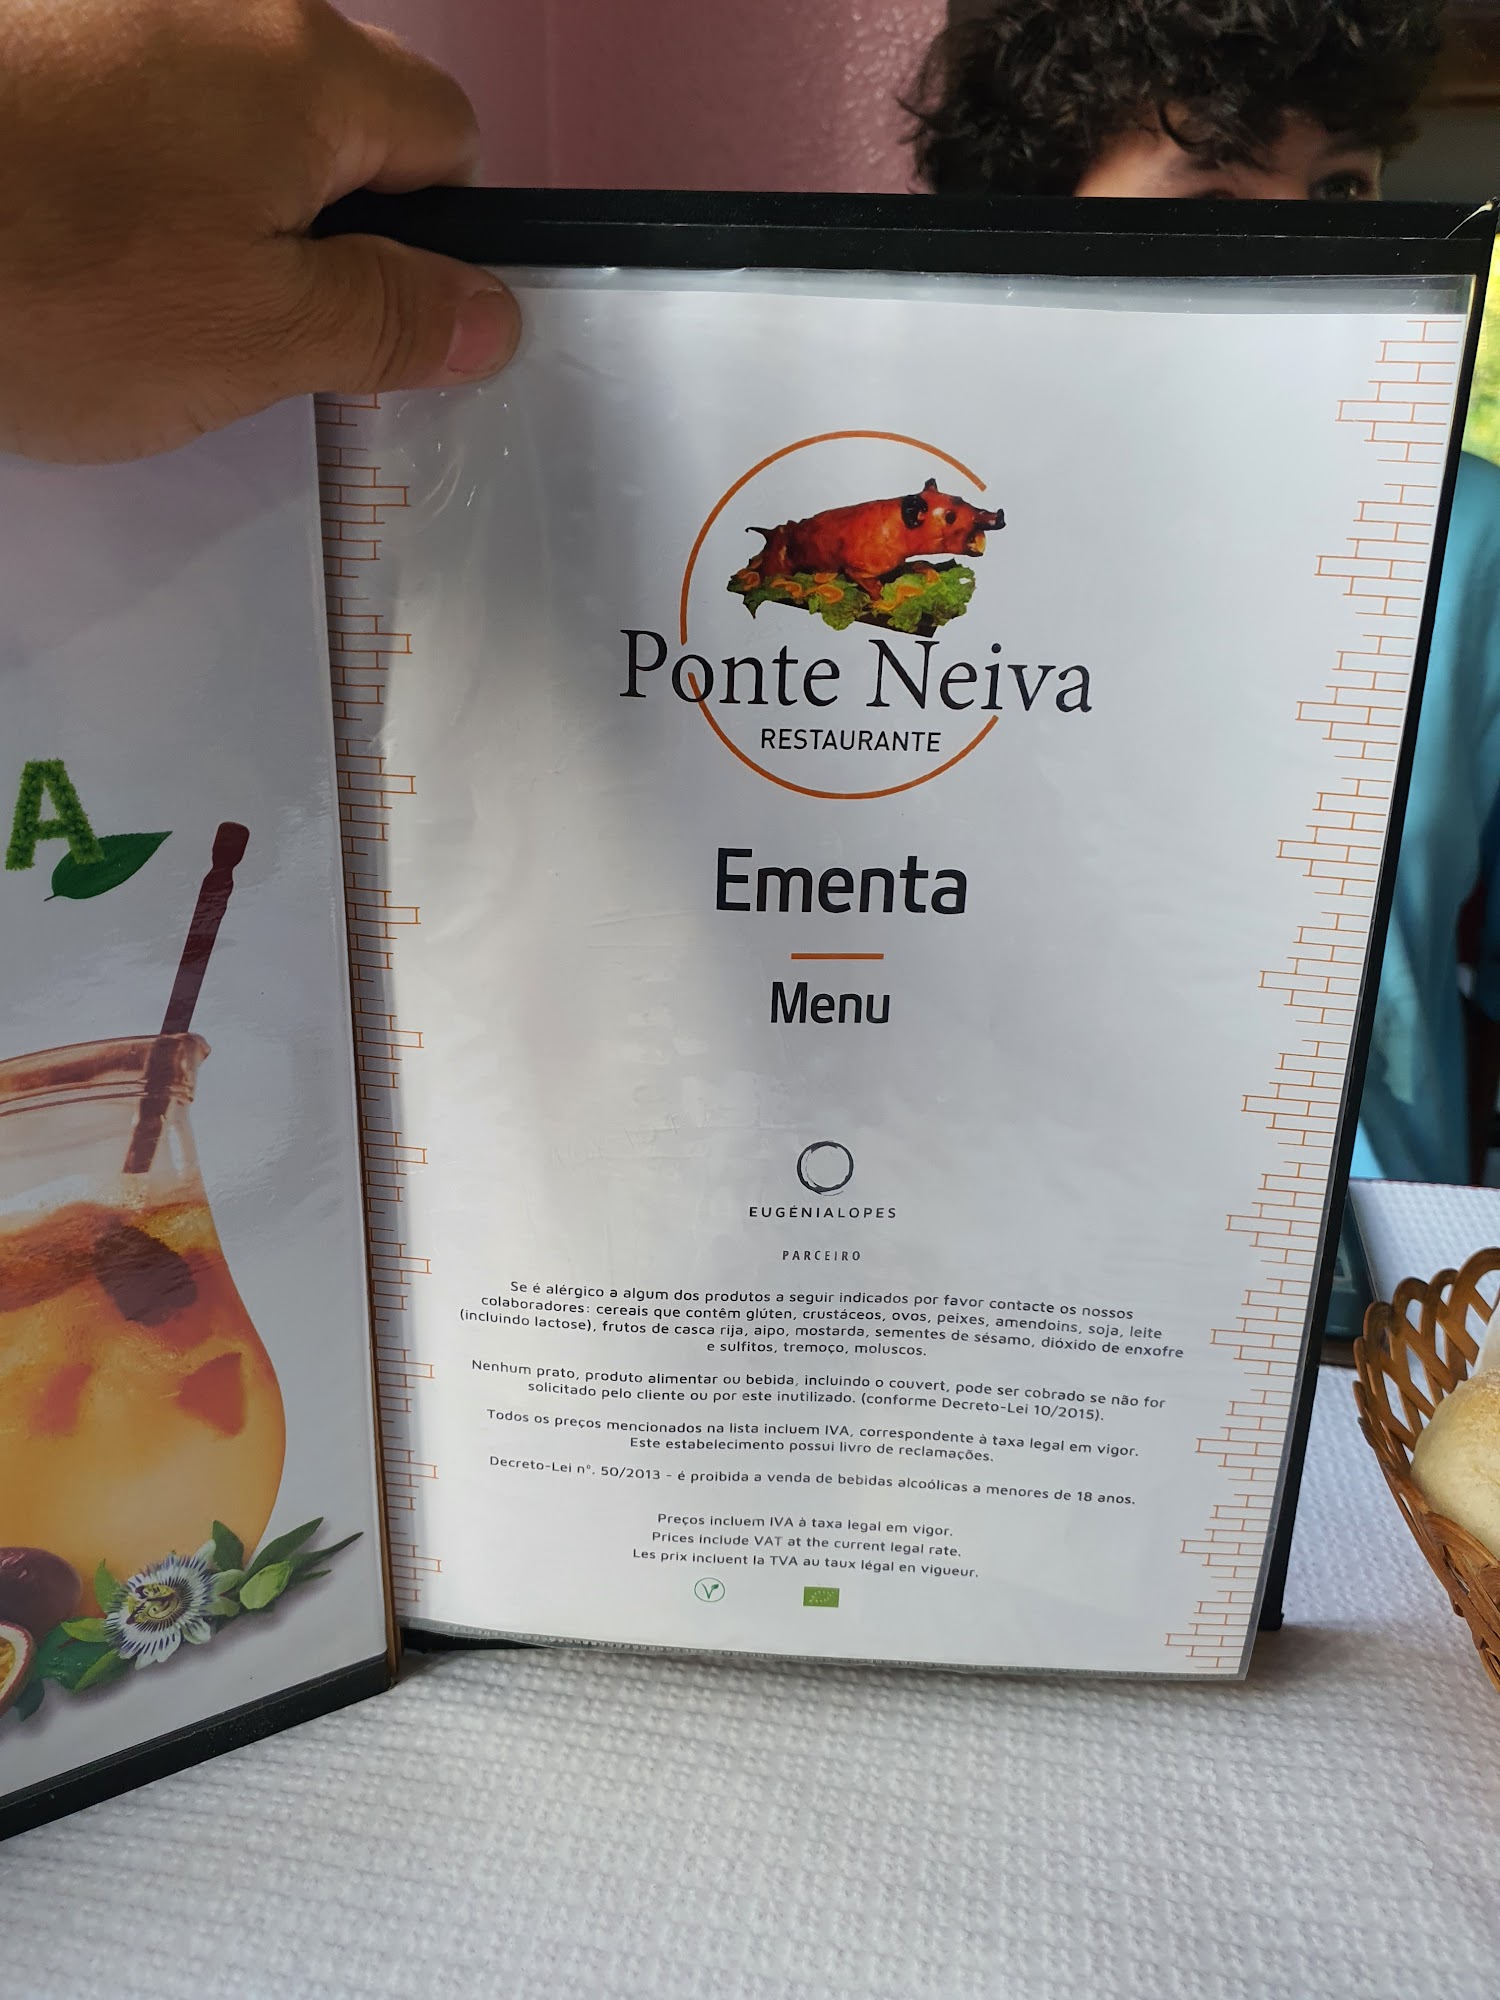 A
Ponte Neiva
RESTAURANTE
Ementa
Menu
EUGÉNIALOPES
PARCEIRO
Se é alérgico a algum dos produtos a seguir indicados por favor contacte os nossos
colaboradores: cereais que contêm glúten, crustáceos, ovos, peixes, amendoins, soja, leite
(incluindo lactose), frutos de casca rija, aipo, mostarda, sementes de sésamo, dióxido de enxofre
e sulfitos, tremoço, moluscos.
Nenhum prato, produto alimentar ou bebida, incluindo o couvert, pode ser cobrado se não for
solicitado pelo cliente ou por este inutilizado. (conforme Decreto-Lei 10/2015).
Todos os preços mencionados na lista incluem IVA, correspondente à taxa legal em vigor.
Este estabelecimento possui livro de reclamações.
Decreto-Lei nº. 50/2013 - é proibida a venda de bebidas alcoólicas a menores de 18 anos.
Preços incluem IVA à taxa legal em vigor.
Prices include VAT at the current legal rate.
Les prix incluent la TVA au taux légal en vigueur.